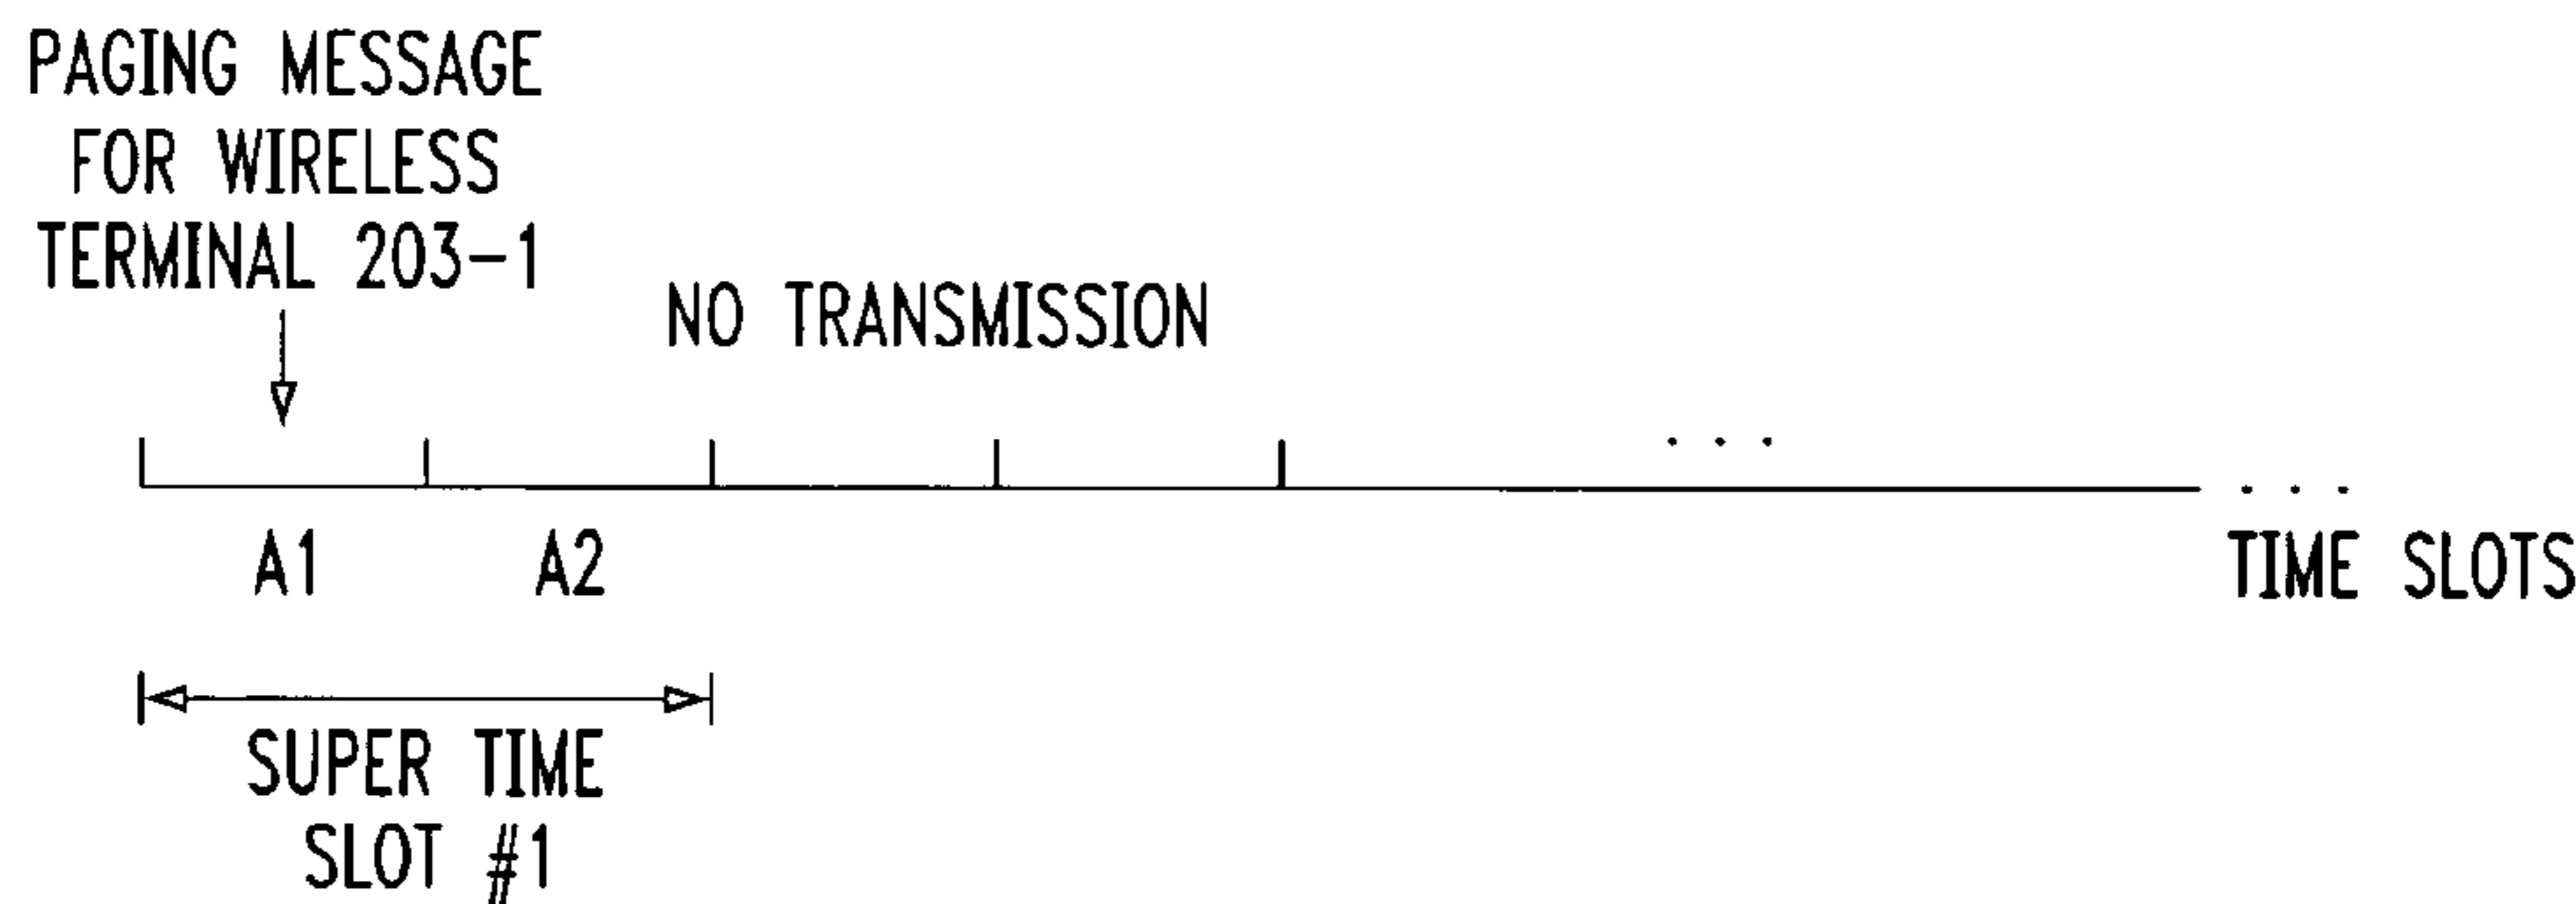 PAGING MESSAGE
FOR WIRELESS
TERMINAL 203-1
NO TRANSMISSION
. . .
. . .
A1 A2
TIME SLOTS
SUPER TIME
SLOT #1